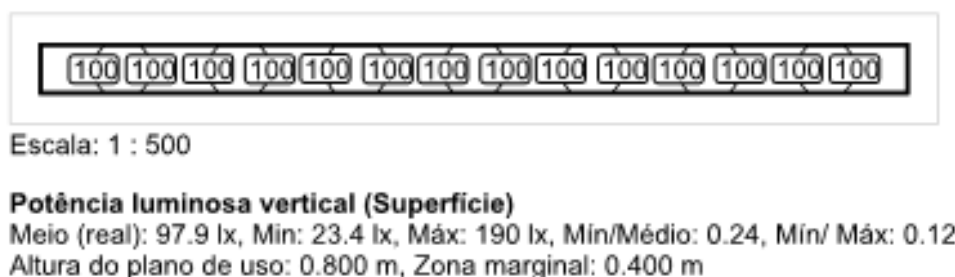 100 100 100 100 100 100 100 100 100 100 100 100 100 100
Escala: 1 : 500
Potência luminosa vertical (Superfície)
Meio (real): 97.9 lx, Min: 23.4 lx, Máx: 190 lx, Mín/Médio: 0.24, Mín/ Máx: 0.12
Altura do plano de uso: 0.800 m, Zona marginal: 0.400 m